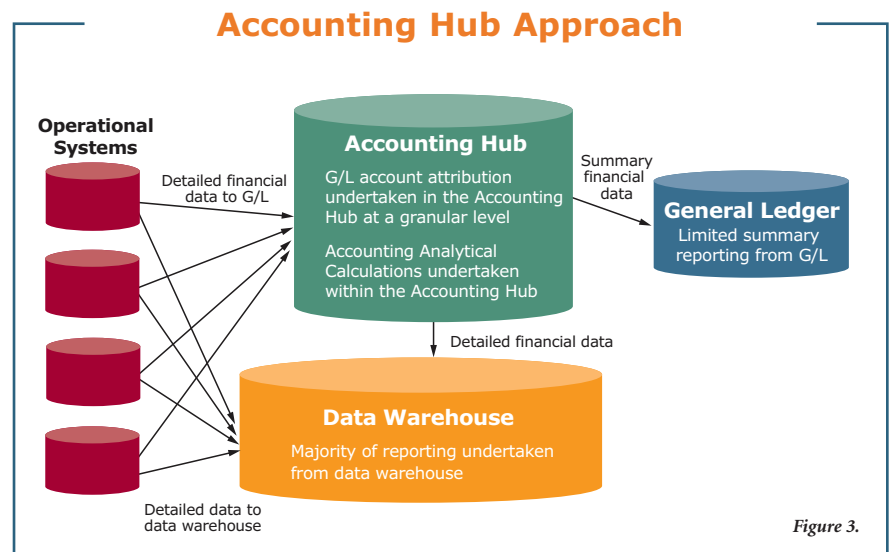 Accounting Hub Approach
Operational
Systems
Detailed financial
data to G/L
Accounting Hub
G/L account attribution
undertaken in the Accounting
Hub at a granular level
Accounting Analytical
Calculations undertaken
within the Accounting Hub
Summary
financial
data
General Ledger
Limited summary
reporting from G/L
Detailed financial data
Data Warehouse
Majority of reporting undertaken
from data warehouse
Detailed data to
data warehouse
Figure 3.